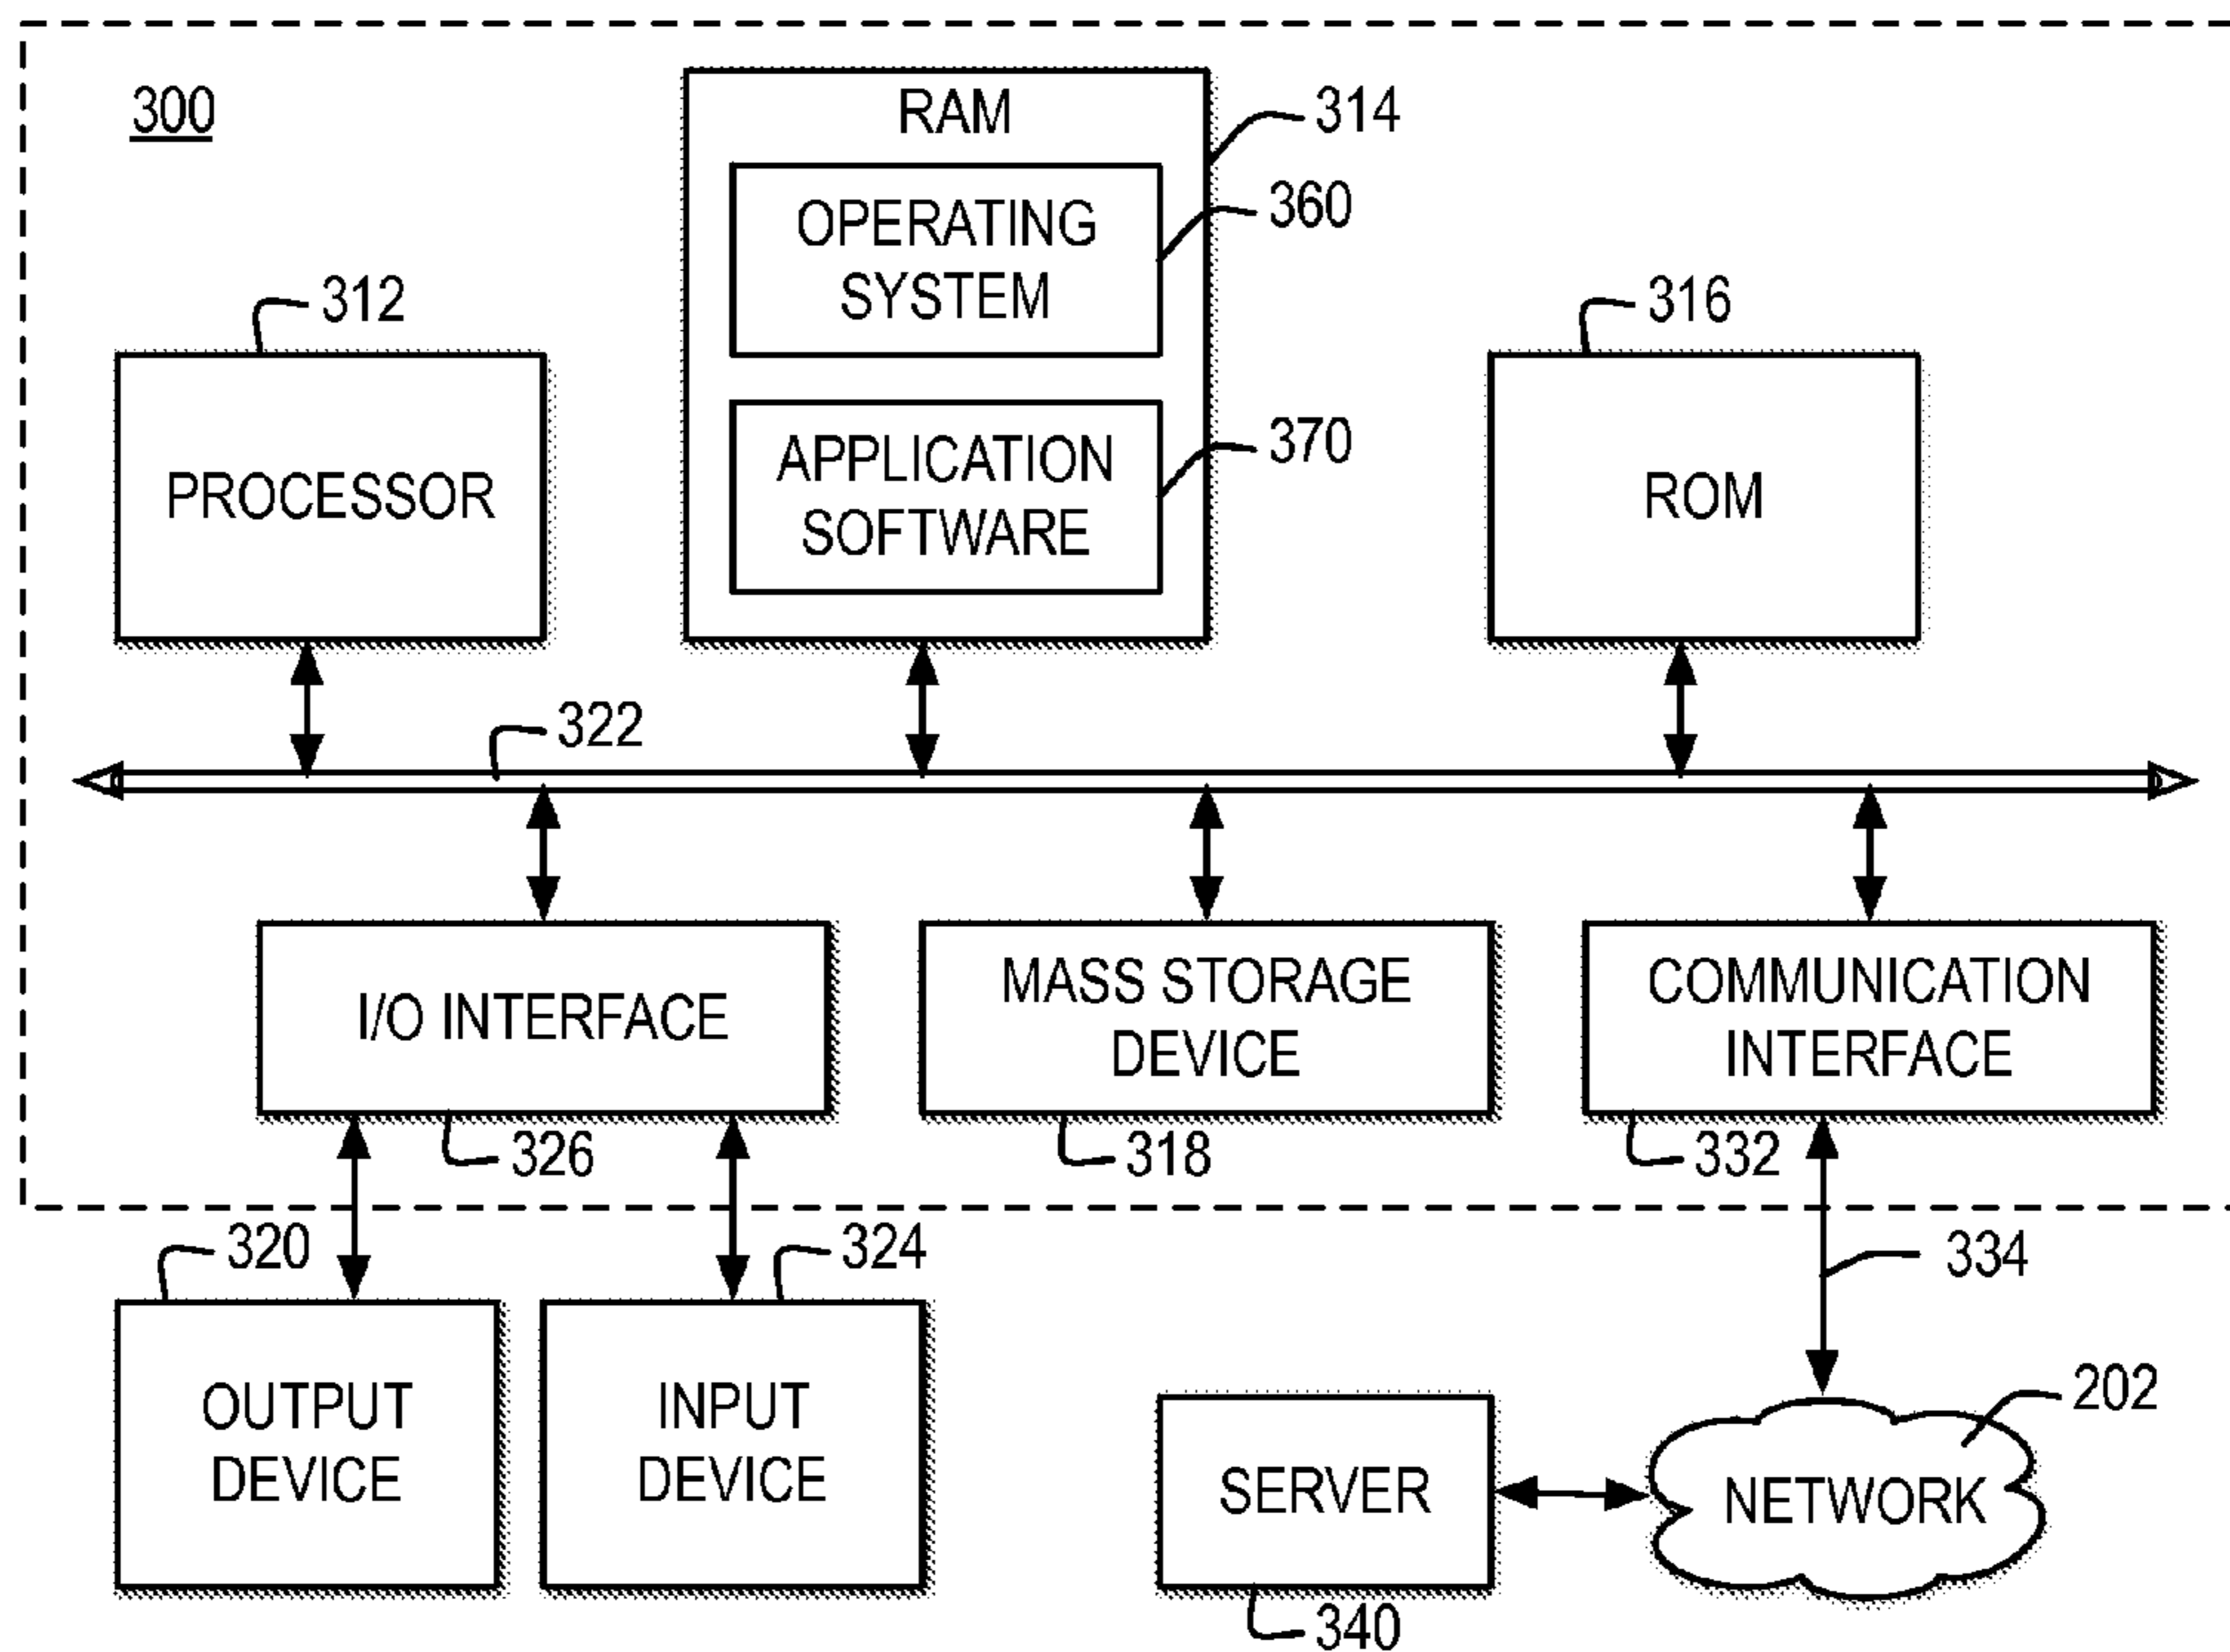 300
RAM
314
OPERATING
SYSTEM
360
312
316
APPLICATION
SOFTWARE
370
PROCESSOR
ROM
322
I/O INTERFACE
MASS STORAGE
DEVICE
COMMUNICATION
INTERFACE
326
318
332
320
324
334
OUTPUT
DEVICE
INPUT
DEVICE
202
SERVER
NETWORK
340